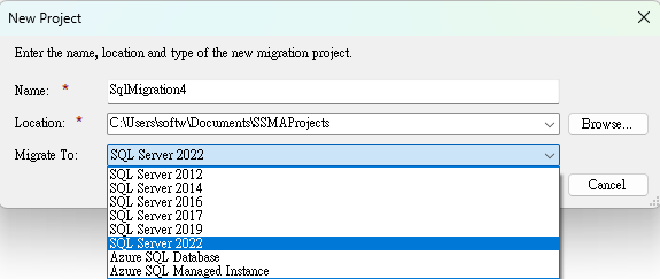 New Project
Enter the name, location and type of the new migration project.
Name: * SqlMigration4
Location: * C:\Users\softw\Documents\SSMAProjects Browse...
Migrate To: SQL Server 2022
SQL Server 2012
SQL Server 2014
SQL Server 2016 Cancel
SQL Server 2017
SQL Server 2019
SQL Server 2022
Azure SQL Database
Azure SQL Managed Instance